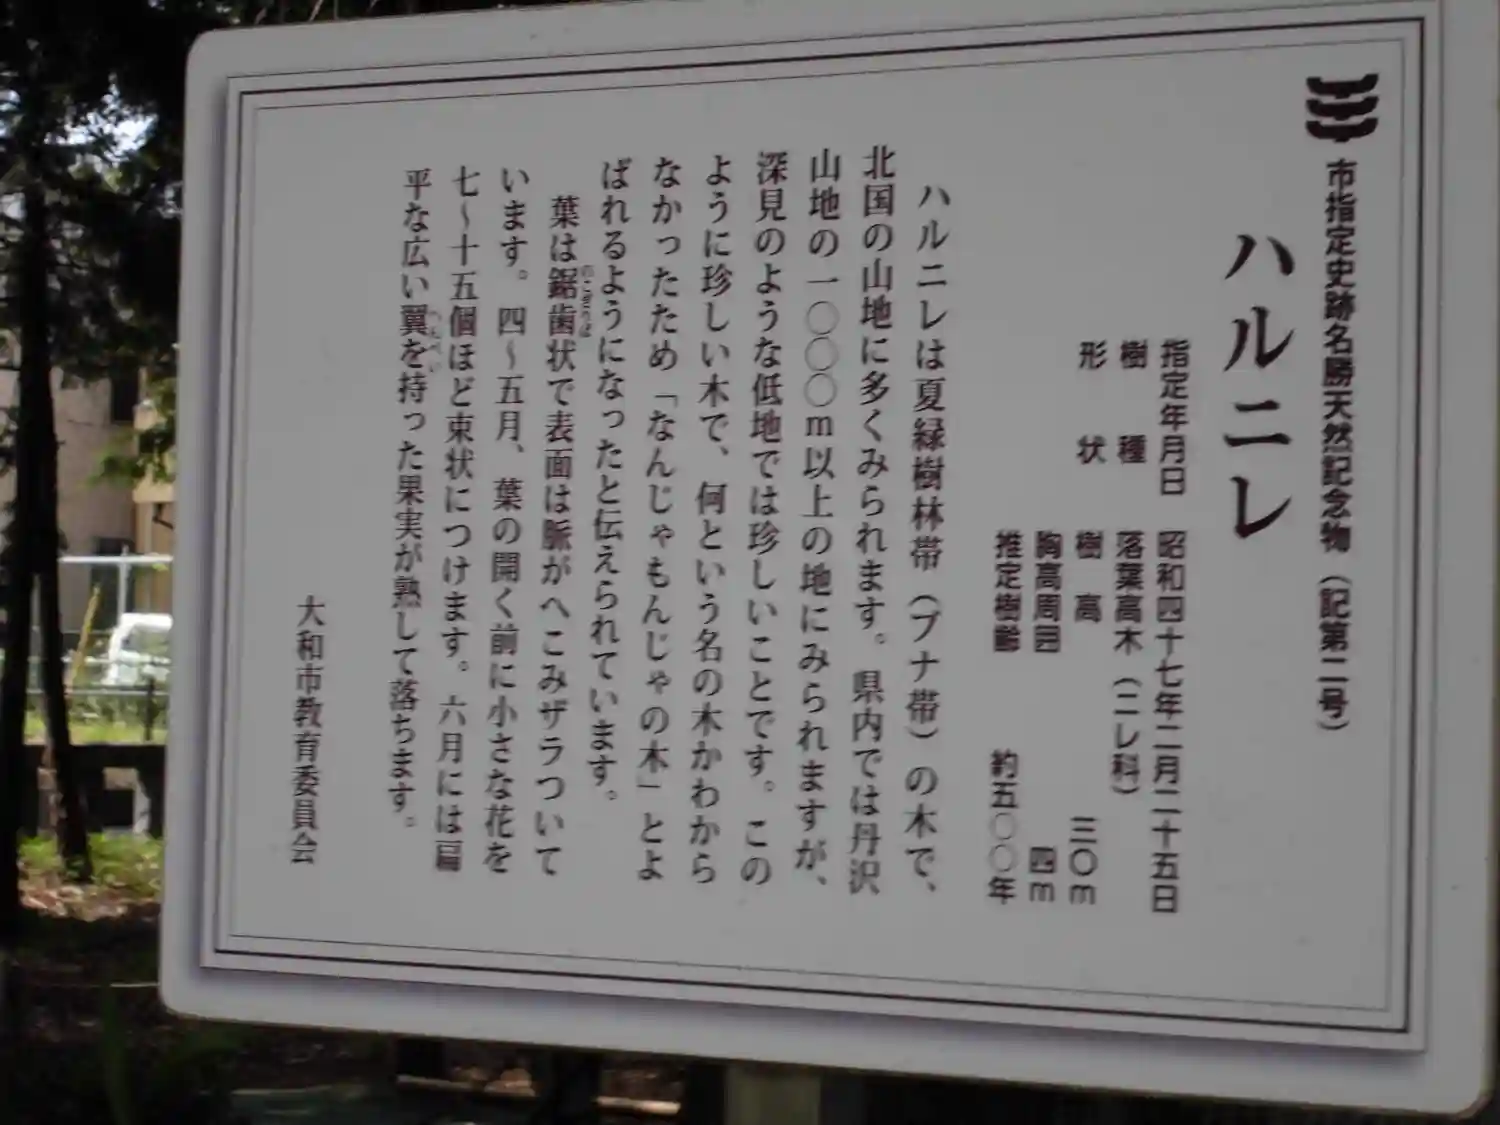 市指定史跡名勝天然記念物（記第二号）
ハルニレ
指定年月日 昭和四十七年二月二十五日
樹種 落葉高木（ニレ科）
形状 樹高 三〇ｍ
胸高周囲 四ｍ
推定樹齢 約五〇〇年
ハルニレは夏緑樹林帯（ブナ帯）の木で、
北国の山地に多くみられます。県内では丹沢
山地の一〇〇〇ｍ以上の地にみられますが、
深見のような低地では珍しいことです。この
ように珍しい木で、何という名の木かわから
なかったため「なんじゃもんじゃの木」とよ
ばれるようになったと伝えられています。
葉は鋸歯状で表面は脈がへこみザラついて
のこぎりば
います。四〜五月、葉の開く前に小さな花を
七〜十五個ほど束状につけます。六月には扁
平な広い翼を持った果実が熟して落ちます。
へんぺい
大和市教育委員会